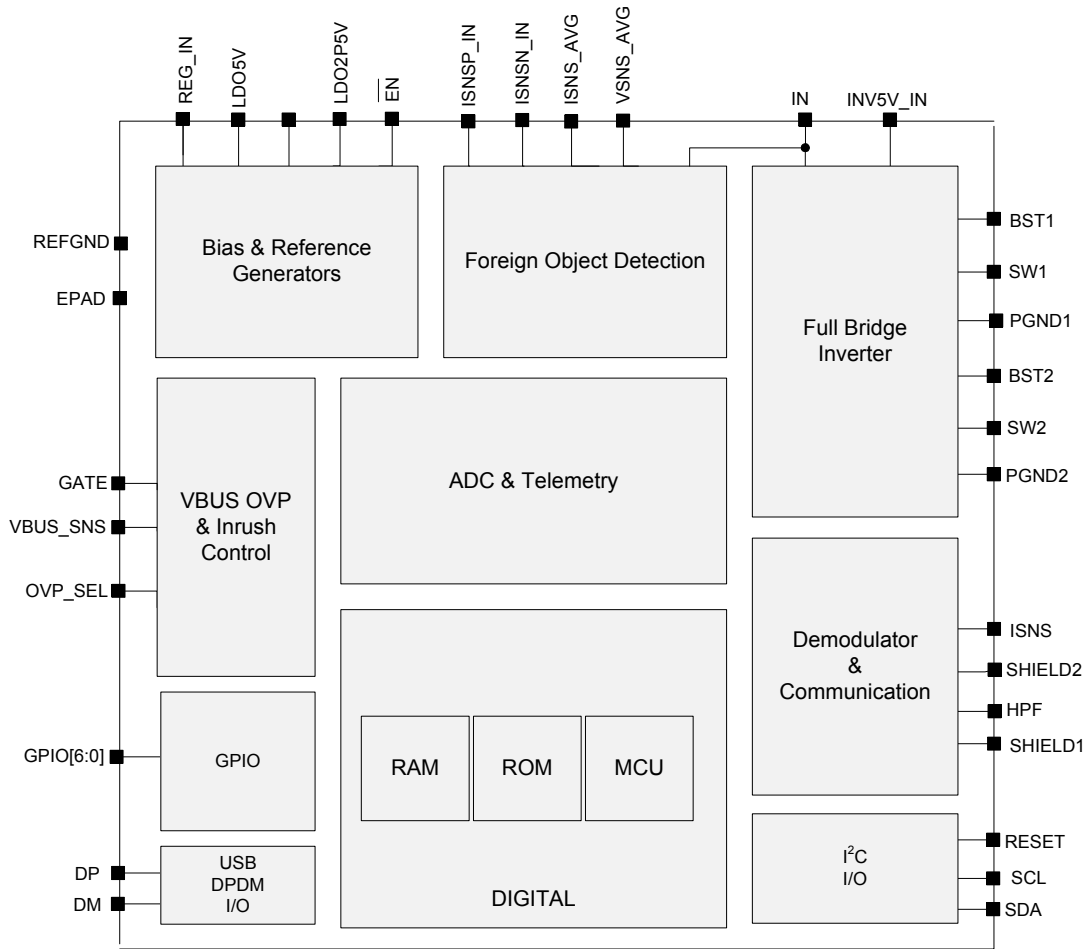 REG_IN
LDO5V
LDO2P5V
EN
ISNSP_IN
ISNSN_IN
ISNS_AVG
VSNS_AVG
IN
INV5V_IN
REFGND
EPAD
Bias & Reference
Generators
Foreign Object Detection
Full Bridge
Inverter
BST1
SW1
PGND1
BST2
SW2
PGND2
GATE
VBUS_SNS
OVP_SEL
VBUS OVP
& Inrush
Control
ADC & Telemetry
Demodulator
&
Communication
ISNS
SHIELD2
HPF
SHIELD1
GPIO[6:0]
GPIO
RAM
ROM
MCU
DIGITAL
DP
DM
USB
DPDM
I/O
I²C
I/O
RESET
SCL
SDA